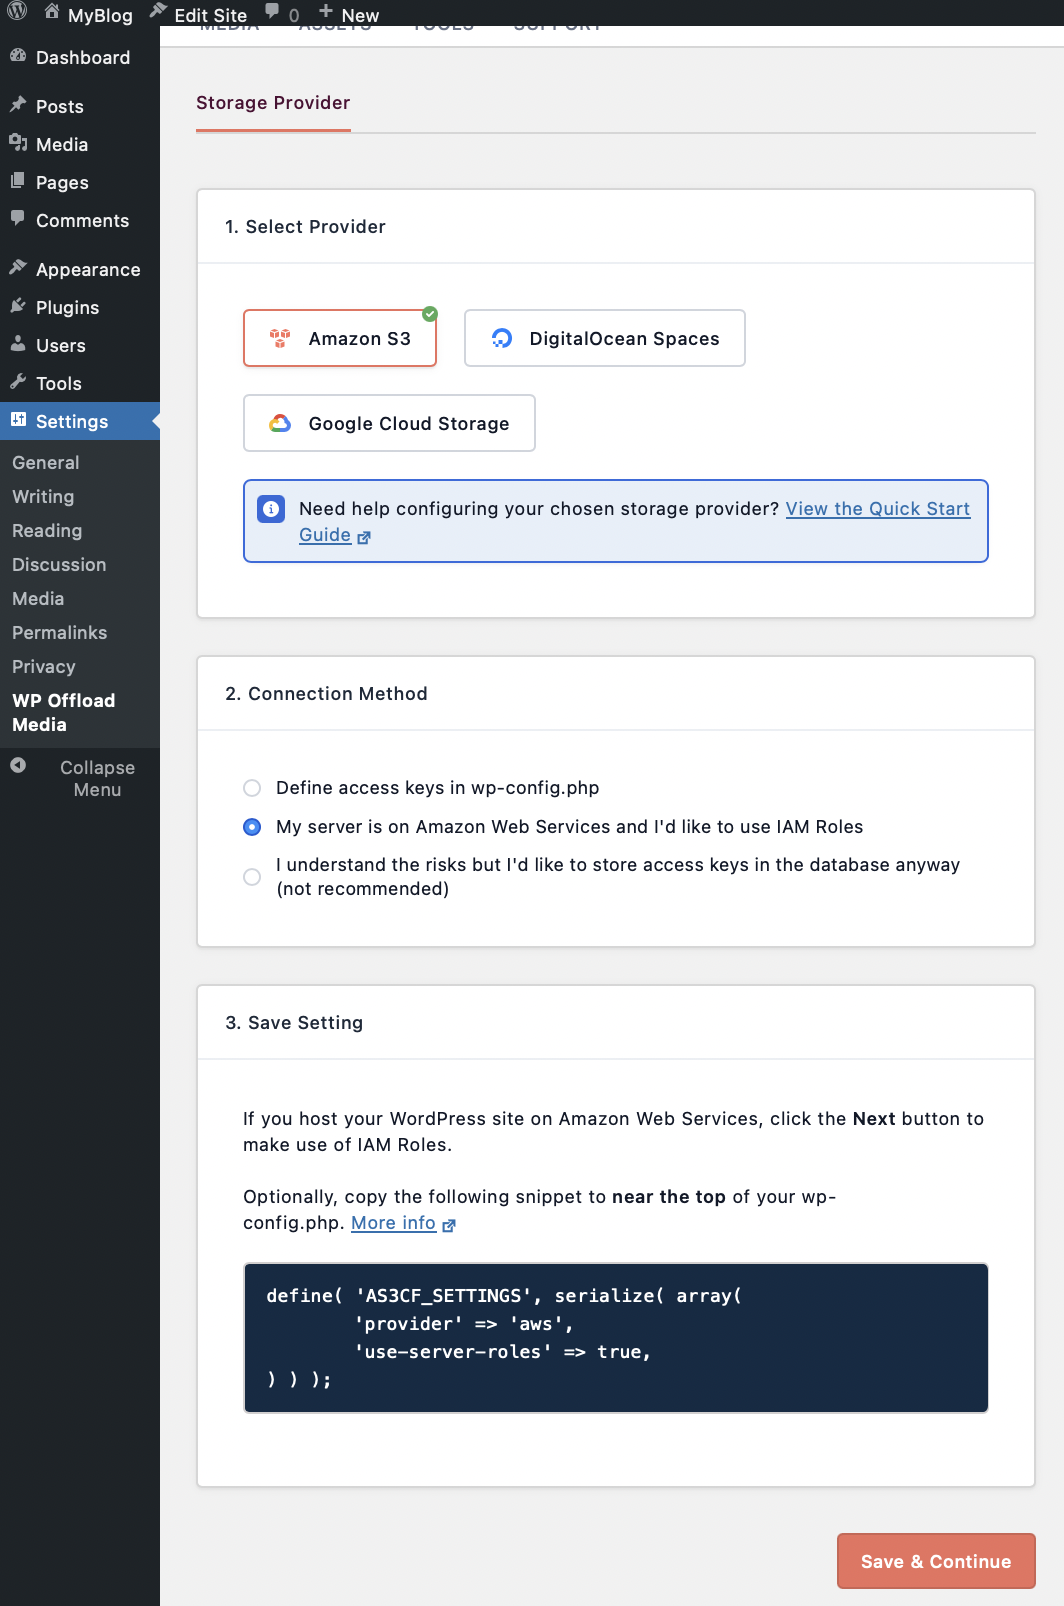 MyBlog Edit Site 0 New
MEDIA ASSETS TOOLS SUPPORT
Dashboard
Posts
Media
Pages
Comments
Appearance
Plugins
Users
Tools
Settings
General
Writing
Reading
Discussion
Media
Permalinks
Privacy
WP Offload
Media
Collapse
Menu
Storage Provider
1. Select Provider
Amazon S3
DigitalOcean Spaces
Google Cloud Storage
Need help configuring your chosen storage provider? View the Quick Start
Guide
2. Connection Method
Define access keys in wp-config.php
My server is on Amazon Web Services and I'd like to use IAM Roles
I understand the risks but I'd like to store access keys in the database anyway
(not recommended)
3. Save Setting
If you host your WordPress site on Amazon Web Services, click the Next button to
make use of IAM Roles.
Optionally, copy the following snippet to near the top of your wp-
config.php. More info
define( 'AS3CF_SETTINGS', serialize( array(
'provider' => 'aws',
'use-server-roles' => true,
) ) );
Save & Continue